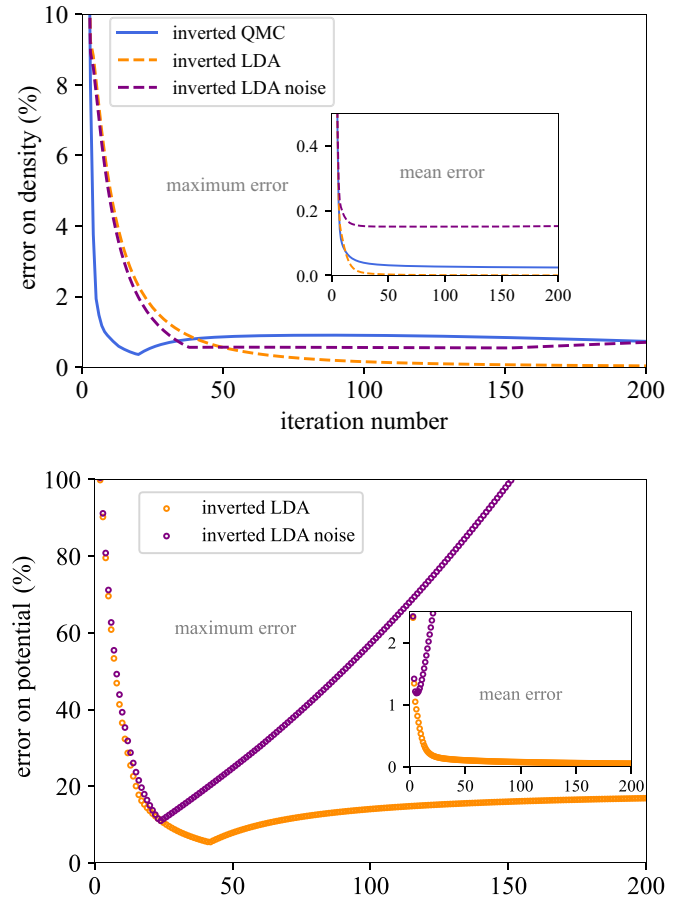 10
8
6
4
2
0
error on density (%)
inverted QMC
inverted LDA
inverted LDA noise
maximum error
mean error
0.4
0.2
0.0
0 50 100 150 200
0 50 100 150 200
iteration number
100
80
60
40
20
0
error on potential (%)
inverted LDA
inverted LDA noise
maximum error
mean error
2
1
0
0 50 100 150 200
0 50 100 150 200